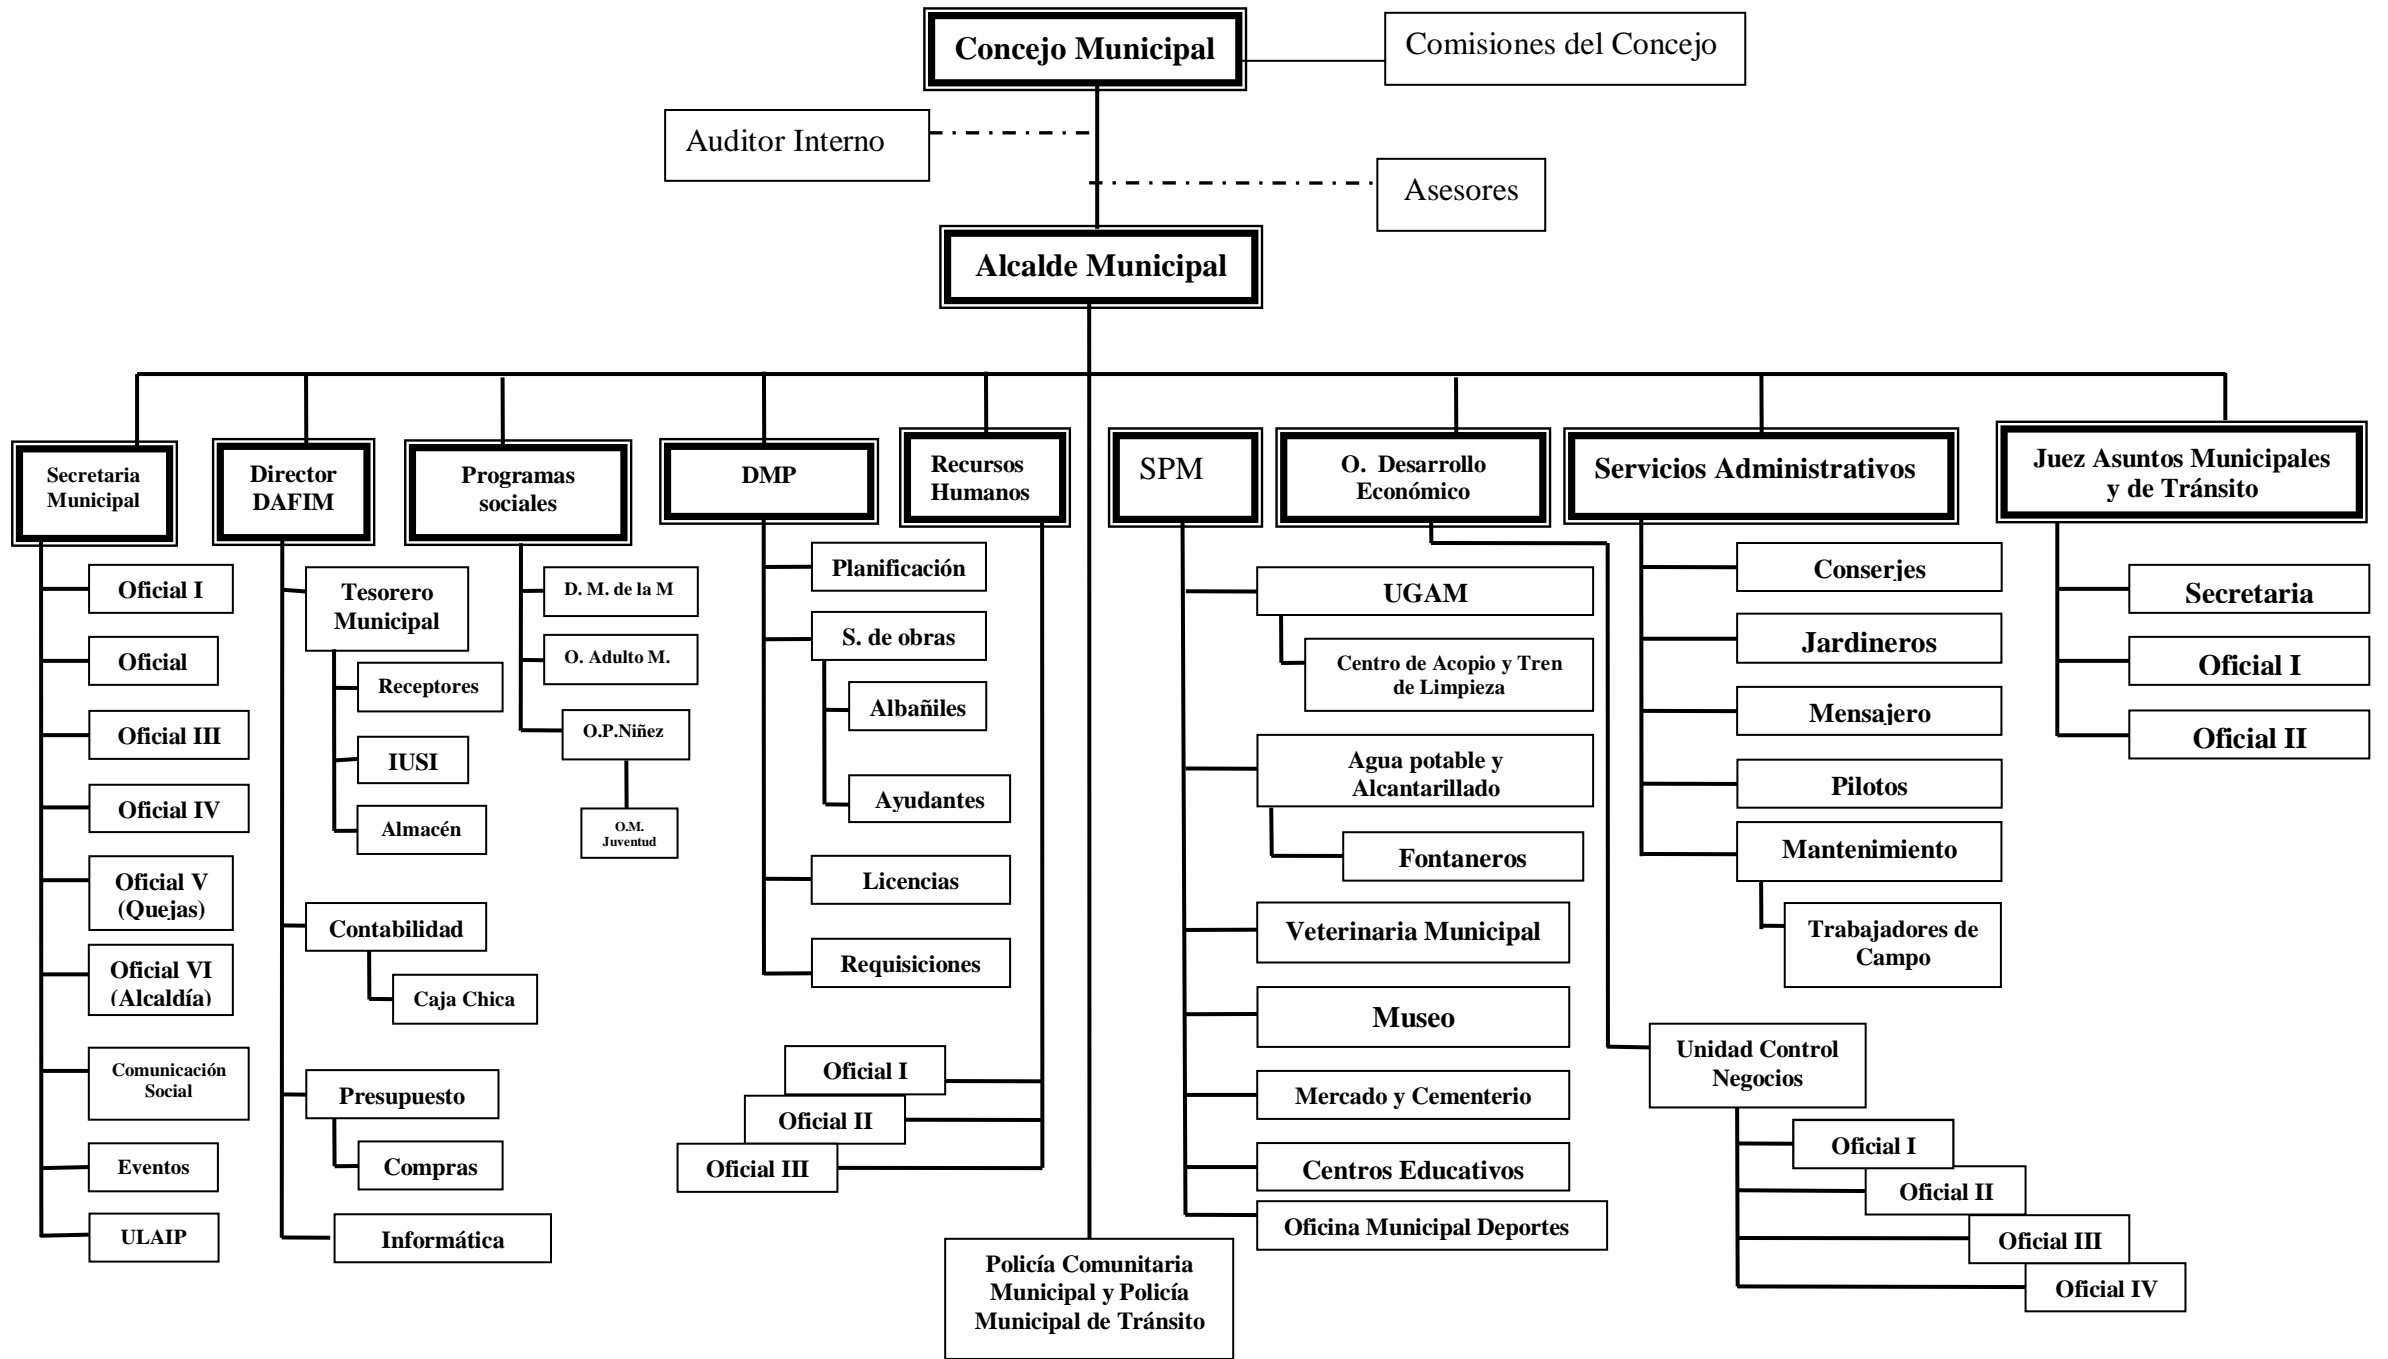 Concejo Municipal
Comisiones del Concejo
Auditor Interno
Asesores
Alcalde Municipal
Secretaria
Municipal
Oficial I
Oficial
Oficial III
Oficial IV
Oficial V
(Quejas)
Oficial VI
(Alcaldía)
Comunicación
Social
Eventos
ULAIP
Director
DAFIM
Tesorero
Municipal
Receptores
IUSI
Almacén
Contabilidad
Caja Chica
Presupuesto
Compras
Informática
Programas
sociales
D. M. de la M
O. Adulto M.
O.P.Niñez
O.M.
Juventud
DMP
Planificación
S. de obras
Albañiles
Ayudantes
Licencias
Requisiciones
Recursos
Humanos
Oficial I
Oficial II
Oficial III
Policía Comunitaria
Municipal y Policía
Municipal de Tránsito
SPM
UGAM
Centro de Acopio y Tren
de Limpieza
Agua potable y
Alcantarillado
Fontaneros
Veterinaria Municipal
Museo
Mercado y Cementerio
Centros Educativos
Oficina Municipal Deportes
O. Desarrollo
Económico
Unidad Control
Negocios
Oficial I
Oficial II
Oficial III
Oficial IV
Servicios Administrativos
Conserjes
Jardineros
Mensajero
Pilotos
Mantenimiento
Trabajadores de
Campo
Juez Asuntos Municipales
y de Tránsito
Secretaria
Oficial I
Oficial II